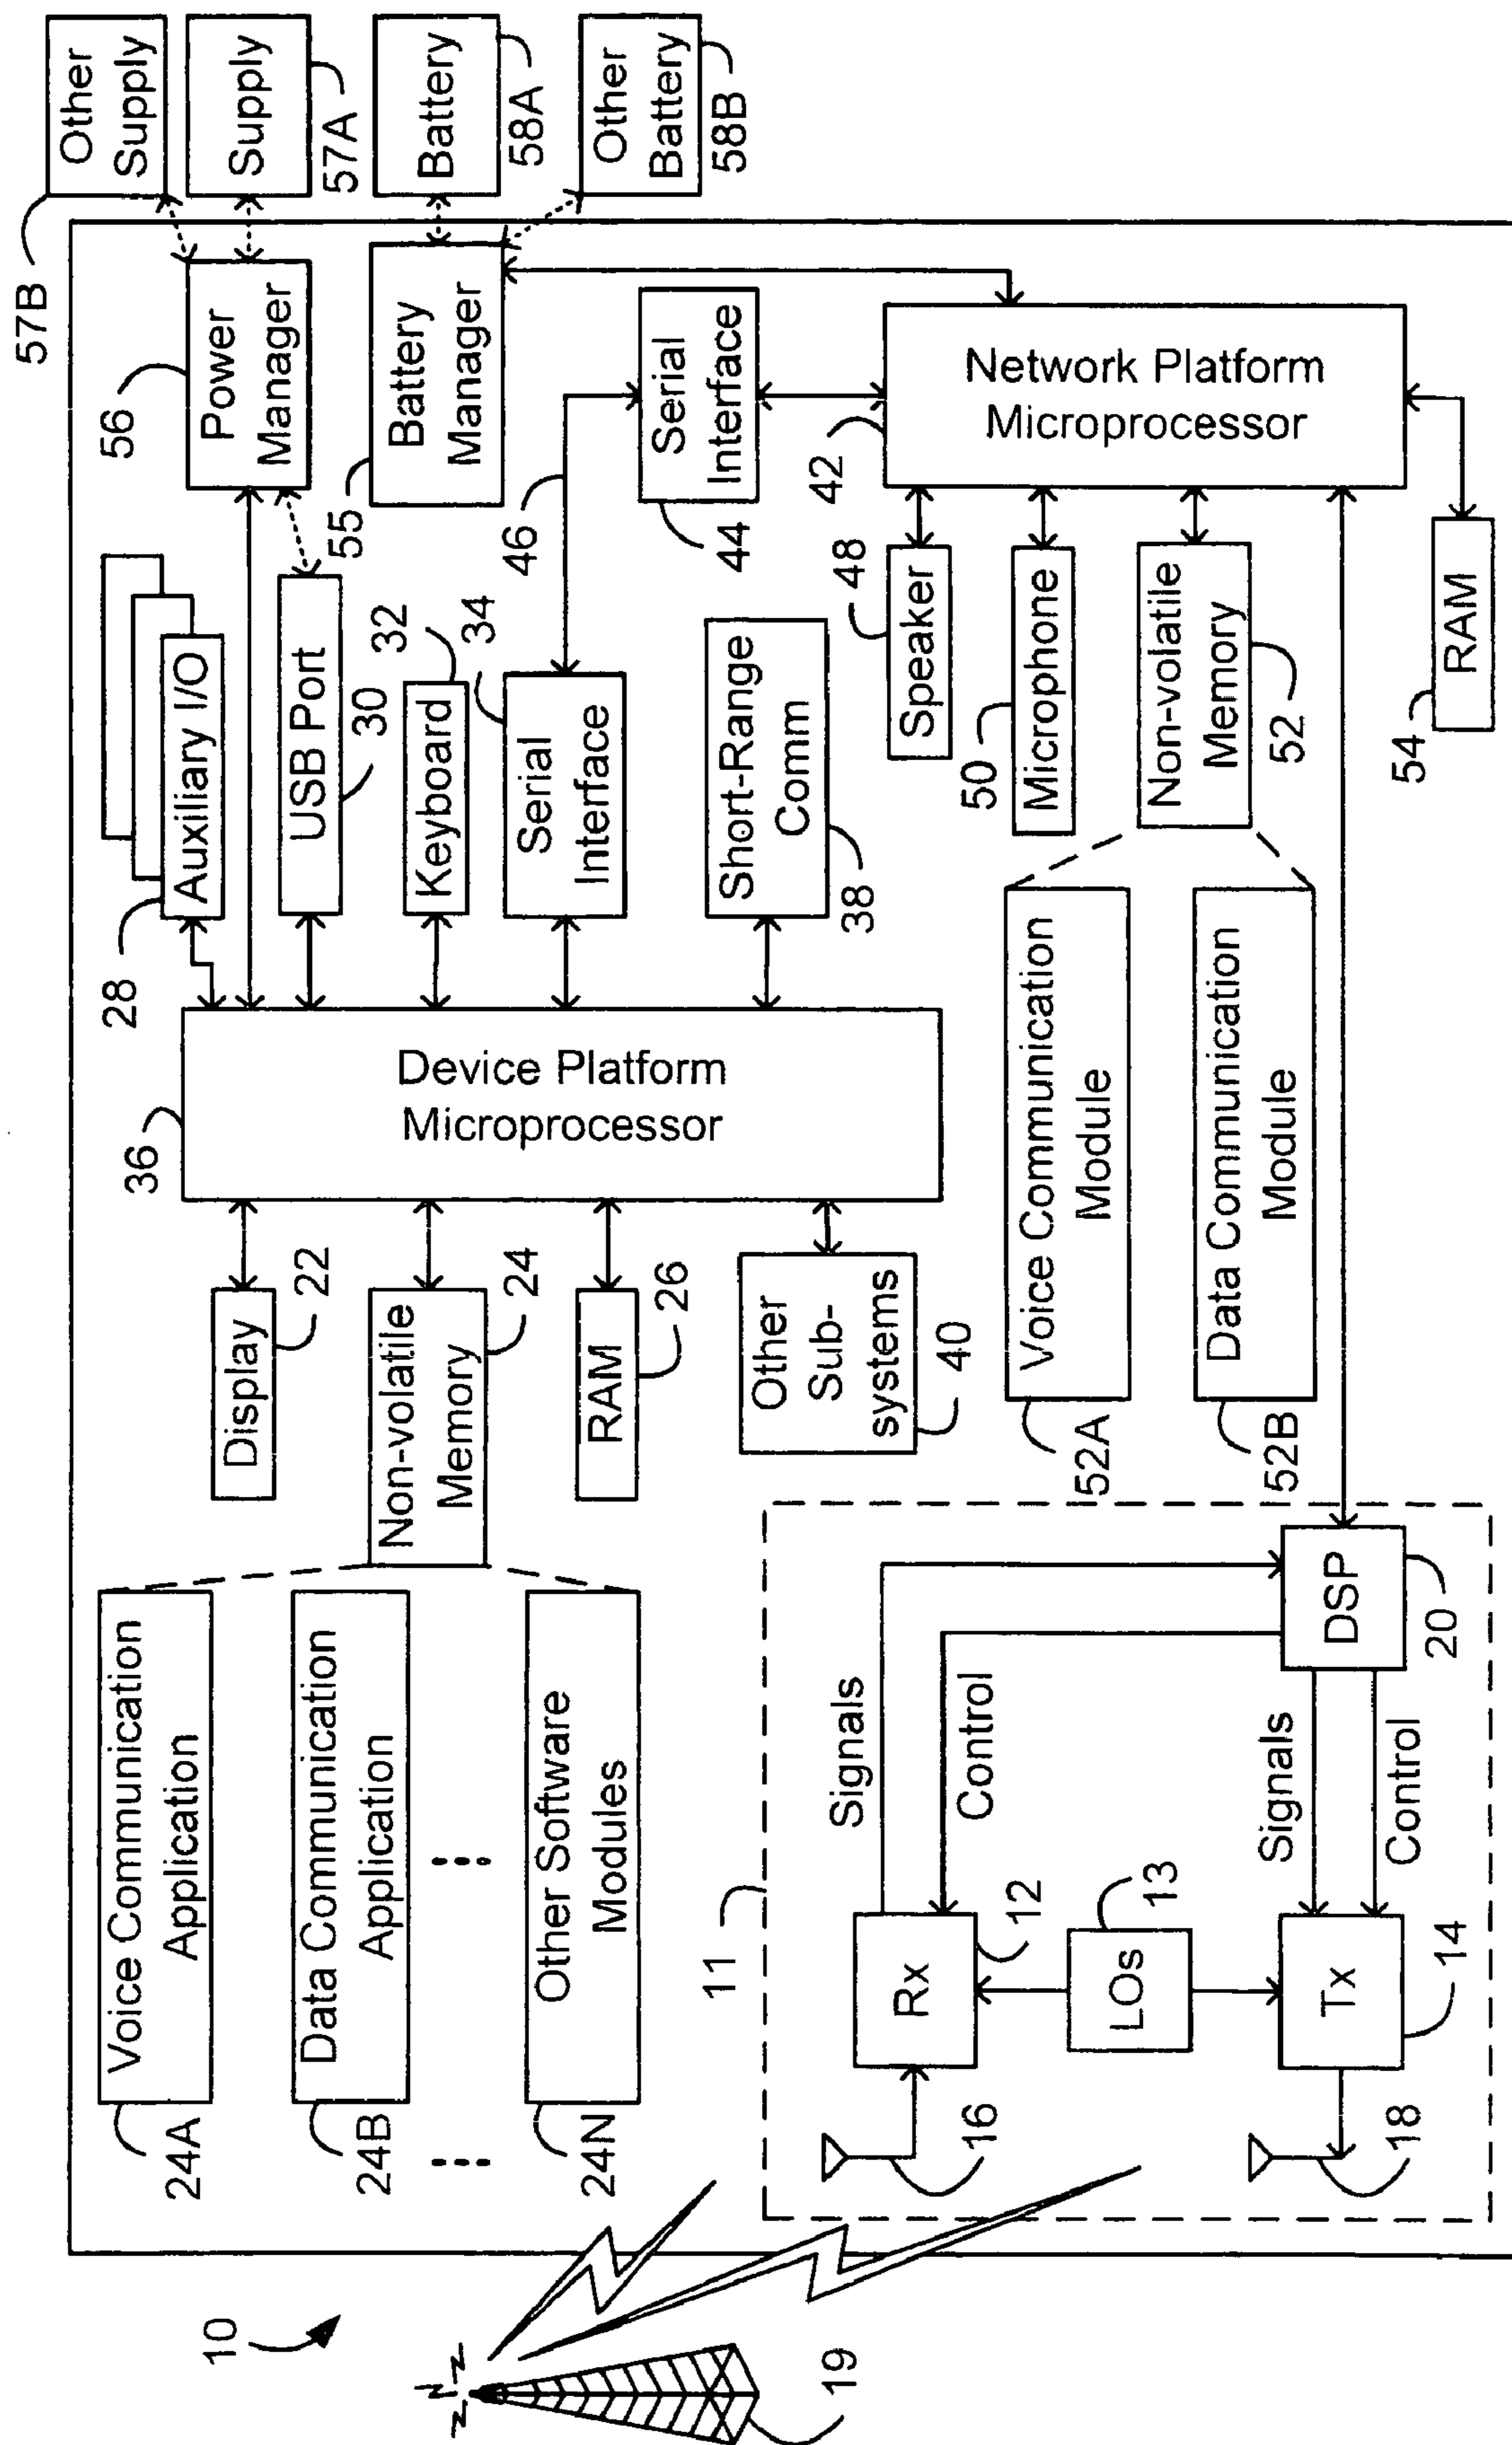 57B
Other
Supply
Supply
57A
Battery
58A
Other
Battery
58B
56
Power
Manager
55
Battery
Manager
46
Serial
Interface
44
42
Network Platform
Microprocessor
28
Auxiliary I/O
USB Port
30
Keyboard
32
34
Serial
Interface
Short-Range
Comm
38
48
Speaker
50
Microphone
Non-volatile
Memory
52
54
RAM
36
Device Platform
Microprocessor
Voice Communication
Module
52A
Data Communication
Module
52B
Display
22
Non-volatile
Memory
24
RAM
26
Other
Sub-
systems
40
Voice Communication
Application
24A
Data Communication
Application
24B
Other Software
Modules
24N
11
Signals
Control
DSP
20
Signals
Control
Rx
12
LOs
13
Tx
14
16
18
10
19